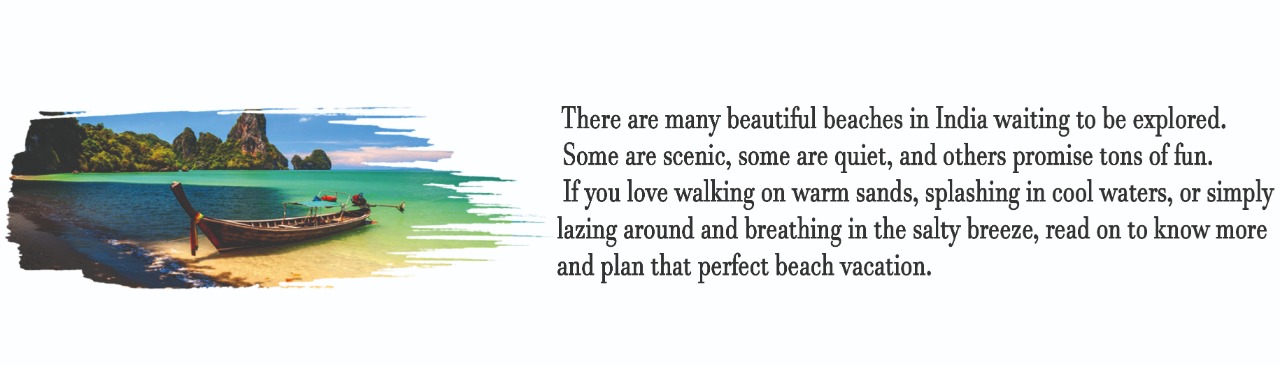 There are many beautiful beaches in India waiting to be explored.
Some are scenic, some are quiet, and others promise tons of fun.
If you love walking on warm sands, splashing in cool waters, or simply
lazing around and breathing in the salty breeze, read on to know more
and plan that perfect beach vacation.